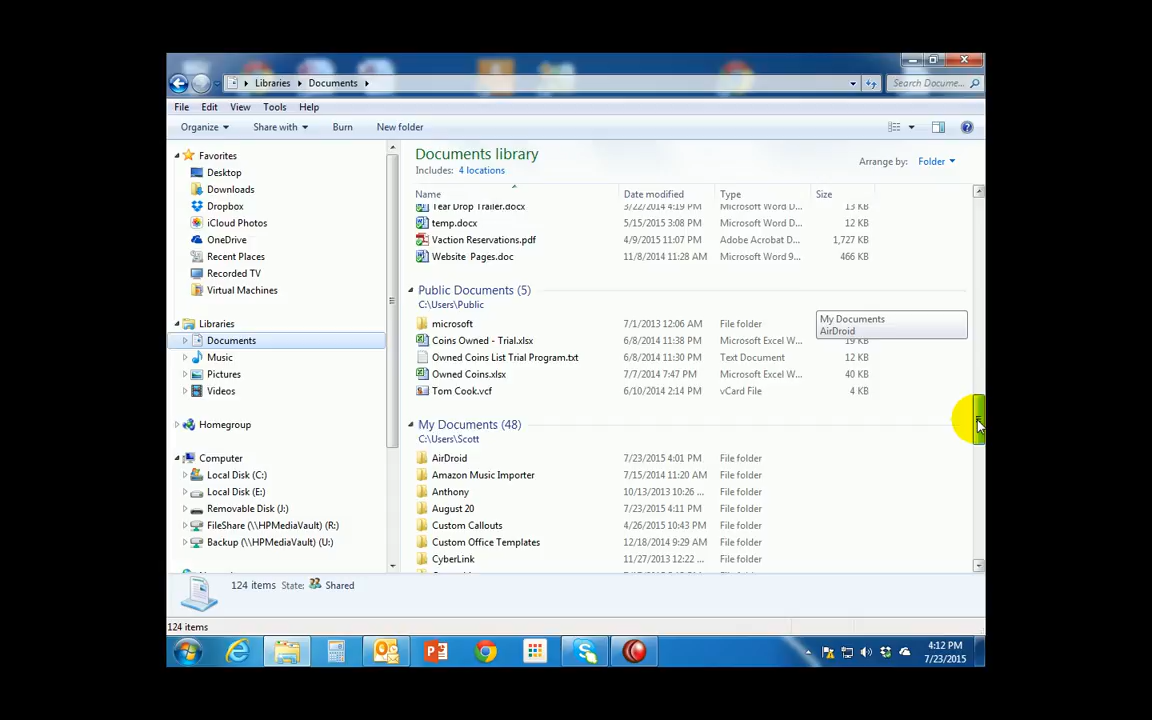 Libraries Documents
Search Docume...
File Edit View Tools Help
Organize Share with Burn New folder
Favorites
Desktop
Downloads
Dropbox
iCloud Photos
OneDrive
Recent Places
Recorded TV
Virtual Machines
Libraries
Documents
Music
Pictures
Videos
Homegroup
Computer
Local Disk (C:)
Local Disk (E:)
Removable Disk (J:)
FileShare (\\HPMediaVault) (R:)
Backup (\\HPMediaVault) (U:)
Documents library
Includes: 4 locations
Arrange by: Folder
Name Date modified Type Size
Tear Drop Trailer.docx 3/22/2014 4:19 PM Microsoft Word D... 13 KB
temp.docx 5/15/2015 3:08 PM Microsoft Word D... 12 KB
Vaction Reservations.pdf 4/9/2015 11:07 PM Adobe Acrobat D... 1,727 KB
Website Pages.doc 11/8/2014 11:28 AM Microsoft Word 9... 466 KB
Public Documents (5)
C:\Users\Public
microsoft 7/1/2013 12:06 AM File folder
Coins Owned - Trial.xlsx 6/8/2014 11:38 PM Microsoft Excel W... 19 KB
Owned Coins List Trial Program.txt 6/8/2014 11:30 PM Text Document 12 KB
Owned Coins.xlsx 7/7/2014 7:47 PM Microsoft Excel W... 40 KB
Tom Cook.vcf 6/10/2014 2:14 PM vCard File 4 KB
My Documents
AirDroid
My Documents (48)
C:\Users\Scott
AirDroid 7/23/2015 4:01 PM File folder
Amazon Music Importer 7/15/2014 11:20 AM File folder
Anthony 10/13/2013 10:26 ... File folder
August 20 7/23/2015 4:11 PM File folder
Custom Callouts 4/26/2015 10:43 PM File folder
Custom Office Templates 12/18/2014 9:29 AM File folder
CyberLink 11/27/2013 12:22 ... File folder
124 items State: Shared
124 items
4:12 PM
7/23/2015